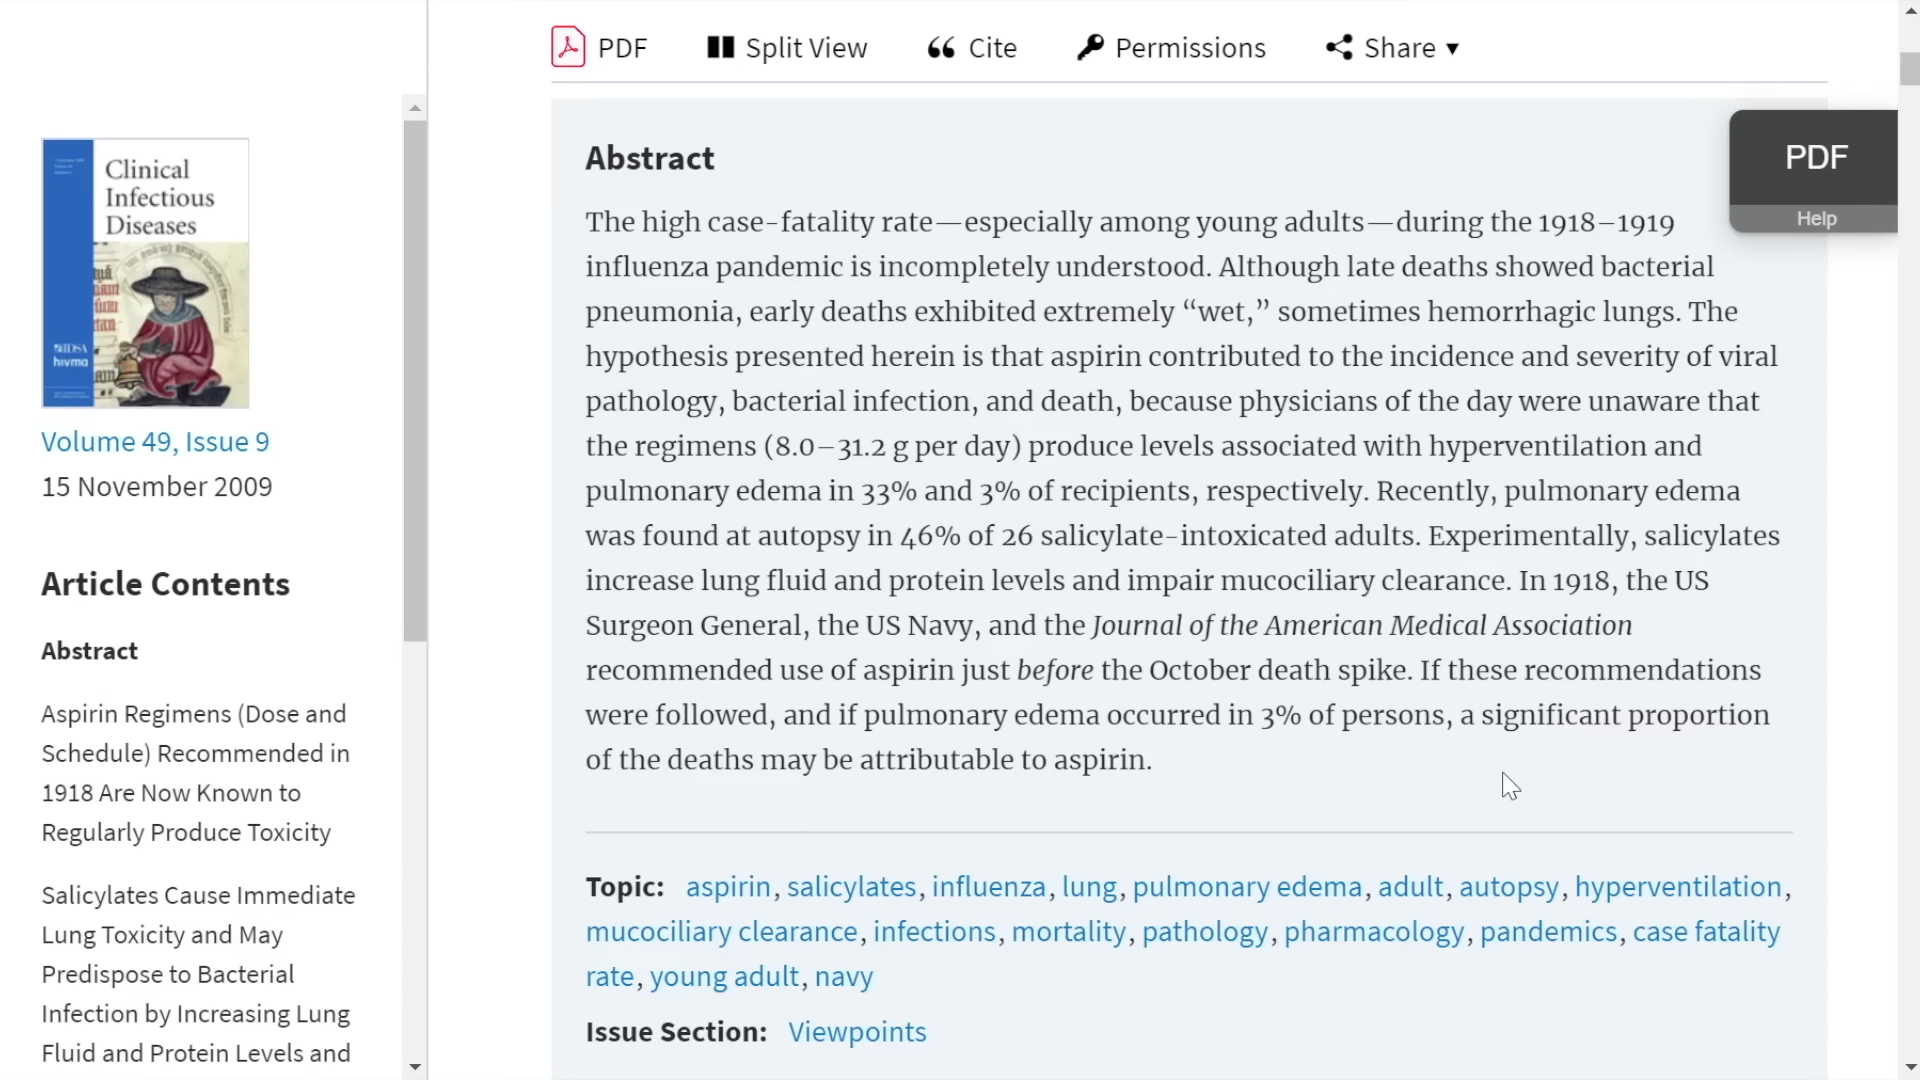 PDF
Split View
Cite
Permissions
Share
Clinical
Infectious
Diseases
IDSA
hivma
Volume 49, Issue 9
15 November 2009
Article Contents
Abstract
Aspirin Regimens (Dose and
Schedule) Recommended in
1918 Are Now Known to
Regularly Produce Toxicity
Salicylates Cause Immediate
Lung Toxicity and May
Predispose to Bacterial
Infection by Increasing Lung
Fluid and Protein Levels and
Abstract
The high case-fatality rate—especially among young adults—during the 1918–1919
influenza pandemic is incompletely understood. Although late deaths showed bacterial
pneumonia, early deaths exhibited extremely “wet,” sometimes hemorrhagic lungs. The
hypothesis presented herein is that aspirin contributed to the incidence and severity of viral
pathology, bacterial infection, and death, because physicians of the day were unaware that
the regimens (8.0–31.2 g per day) produce levels associated with hyperventilation and
pulmonary edema in 33% and 3% of recipients, respectively. Recently, pulmonary edema
was found at autopsy in 46% of 26 salicylate-intoxicated adults. Experimentally, salicylates
increase lung fluid and protein levels and impair mucociliary clearance. In 1918, the US
Surgeon General, the US Navy, and the Journal of the American Medical Association
recommended use of aspirin just before the October death spike. If these recommendations
were followed, and if pulmonary edema occurred in 3% of persons, a significant proportion
of the deaths may be attributable to aspirin.
Topic: aspirin, salicylates, influenza, lung, pulmonary edema, adult, autopsy, hyperventilation,
mucociliary clearance, infections, mortality, pathology, pharmacology, pandemics, case fatality
rate, young adult, navy
Issue Section: Viewpoints
PDF
Help